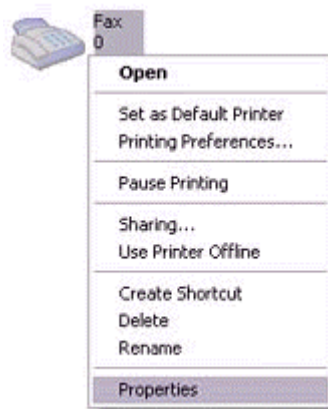 Fax
0
Open
Set as Default Printer
Printing Preferences...
Pause Printing
Sharing...
Use Printer Offline
Create Shortcut
Delete
Rename
Properties